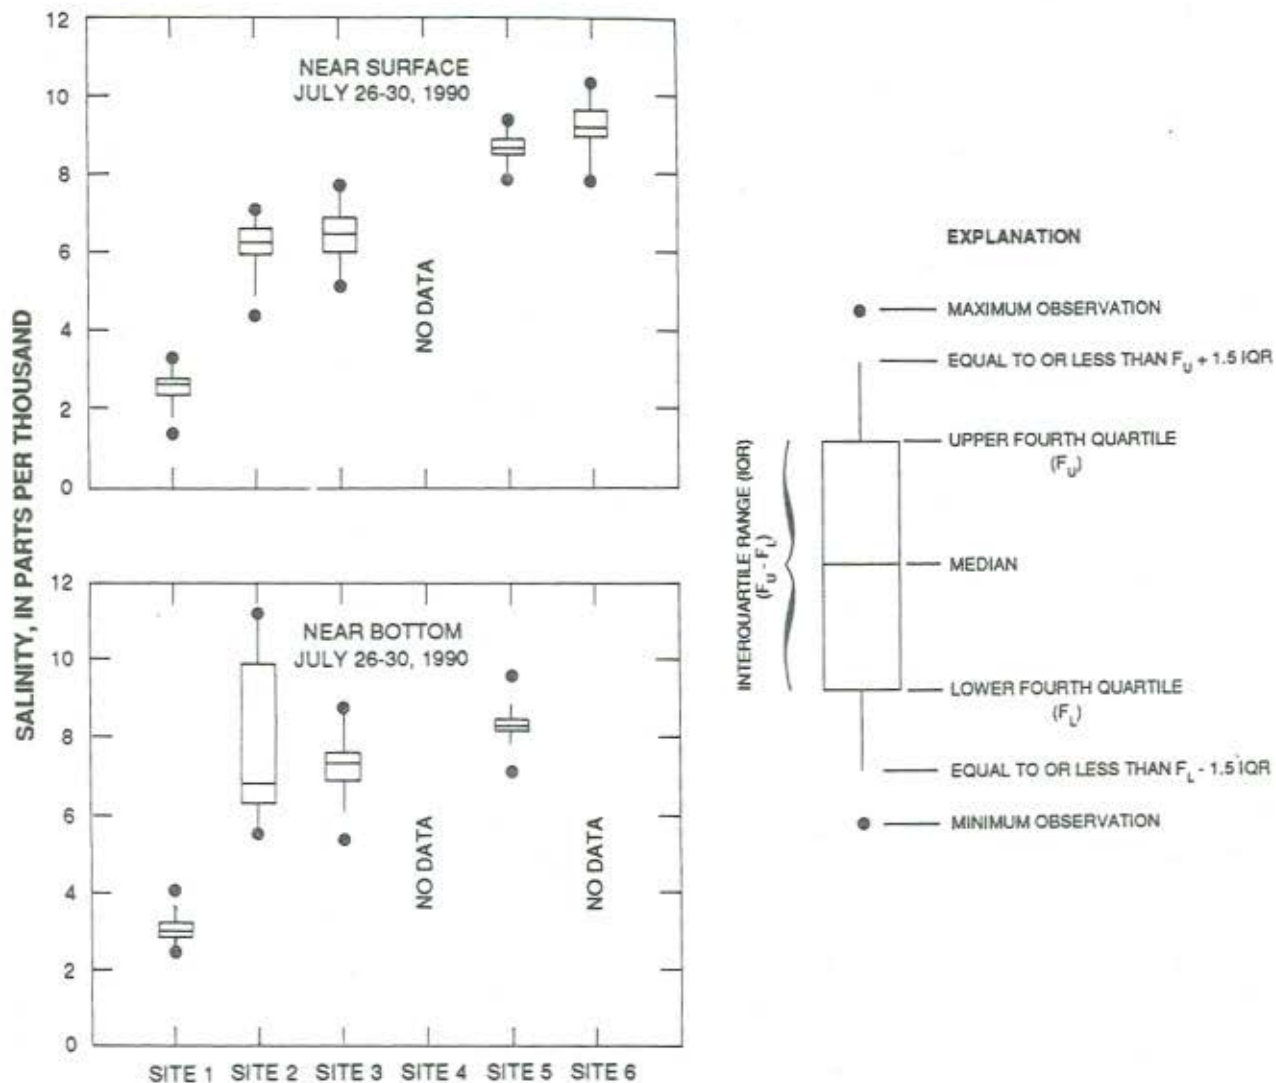 SALINITY, IN PARTS PER THOUSAND
12
10
8
6
4
2
0
NEAR SURFACE
JULY 26-30, 1990
NO DATA
12
10
8
6
4
2
0
NEAR BOTTOM
JULY 26-30, 1990
NO DATA
NO DATA
SITE 1 SITE 2 SITE 3 SITE 4 SITE 5 SITE 6
EXPLANATION
MAXIMUM OBSERVATION
EQUAL TO OR LESS THAN FU + 1.5 IQR
UPPER FOURTH QUARTILE
(FU)
INTERQUARTILE RANGE (IQR)
(FU - FL)
MEDIAN
LOWER FOURTH QUARTILE
(FL)
EQUAL TO OR LESS THAN FL - 1.5 IQR
MINIMUM OBSERVATION